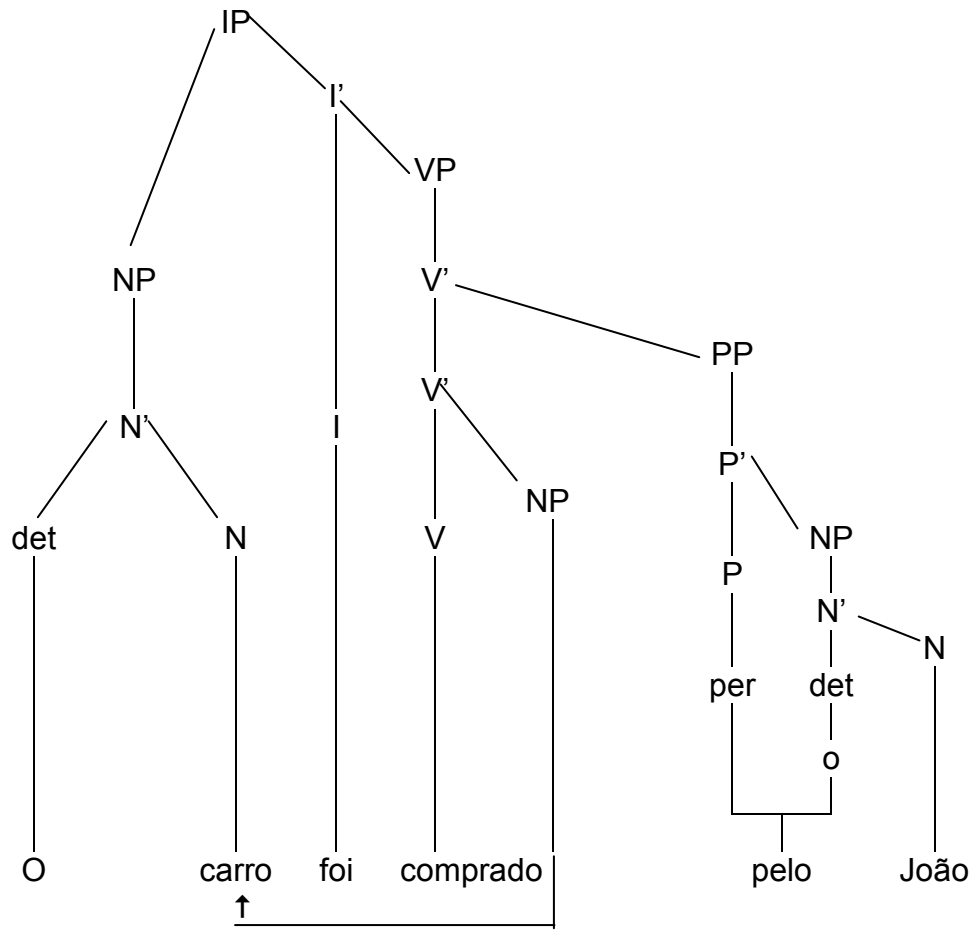 IP
I’
VP
NP V’
PP
V’
N’ I
P’
NP
det N V NP
P
N’
N
per det
o
O carro foi comprado pelo João